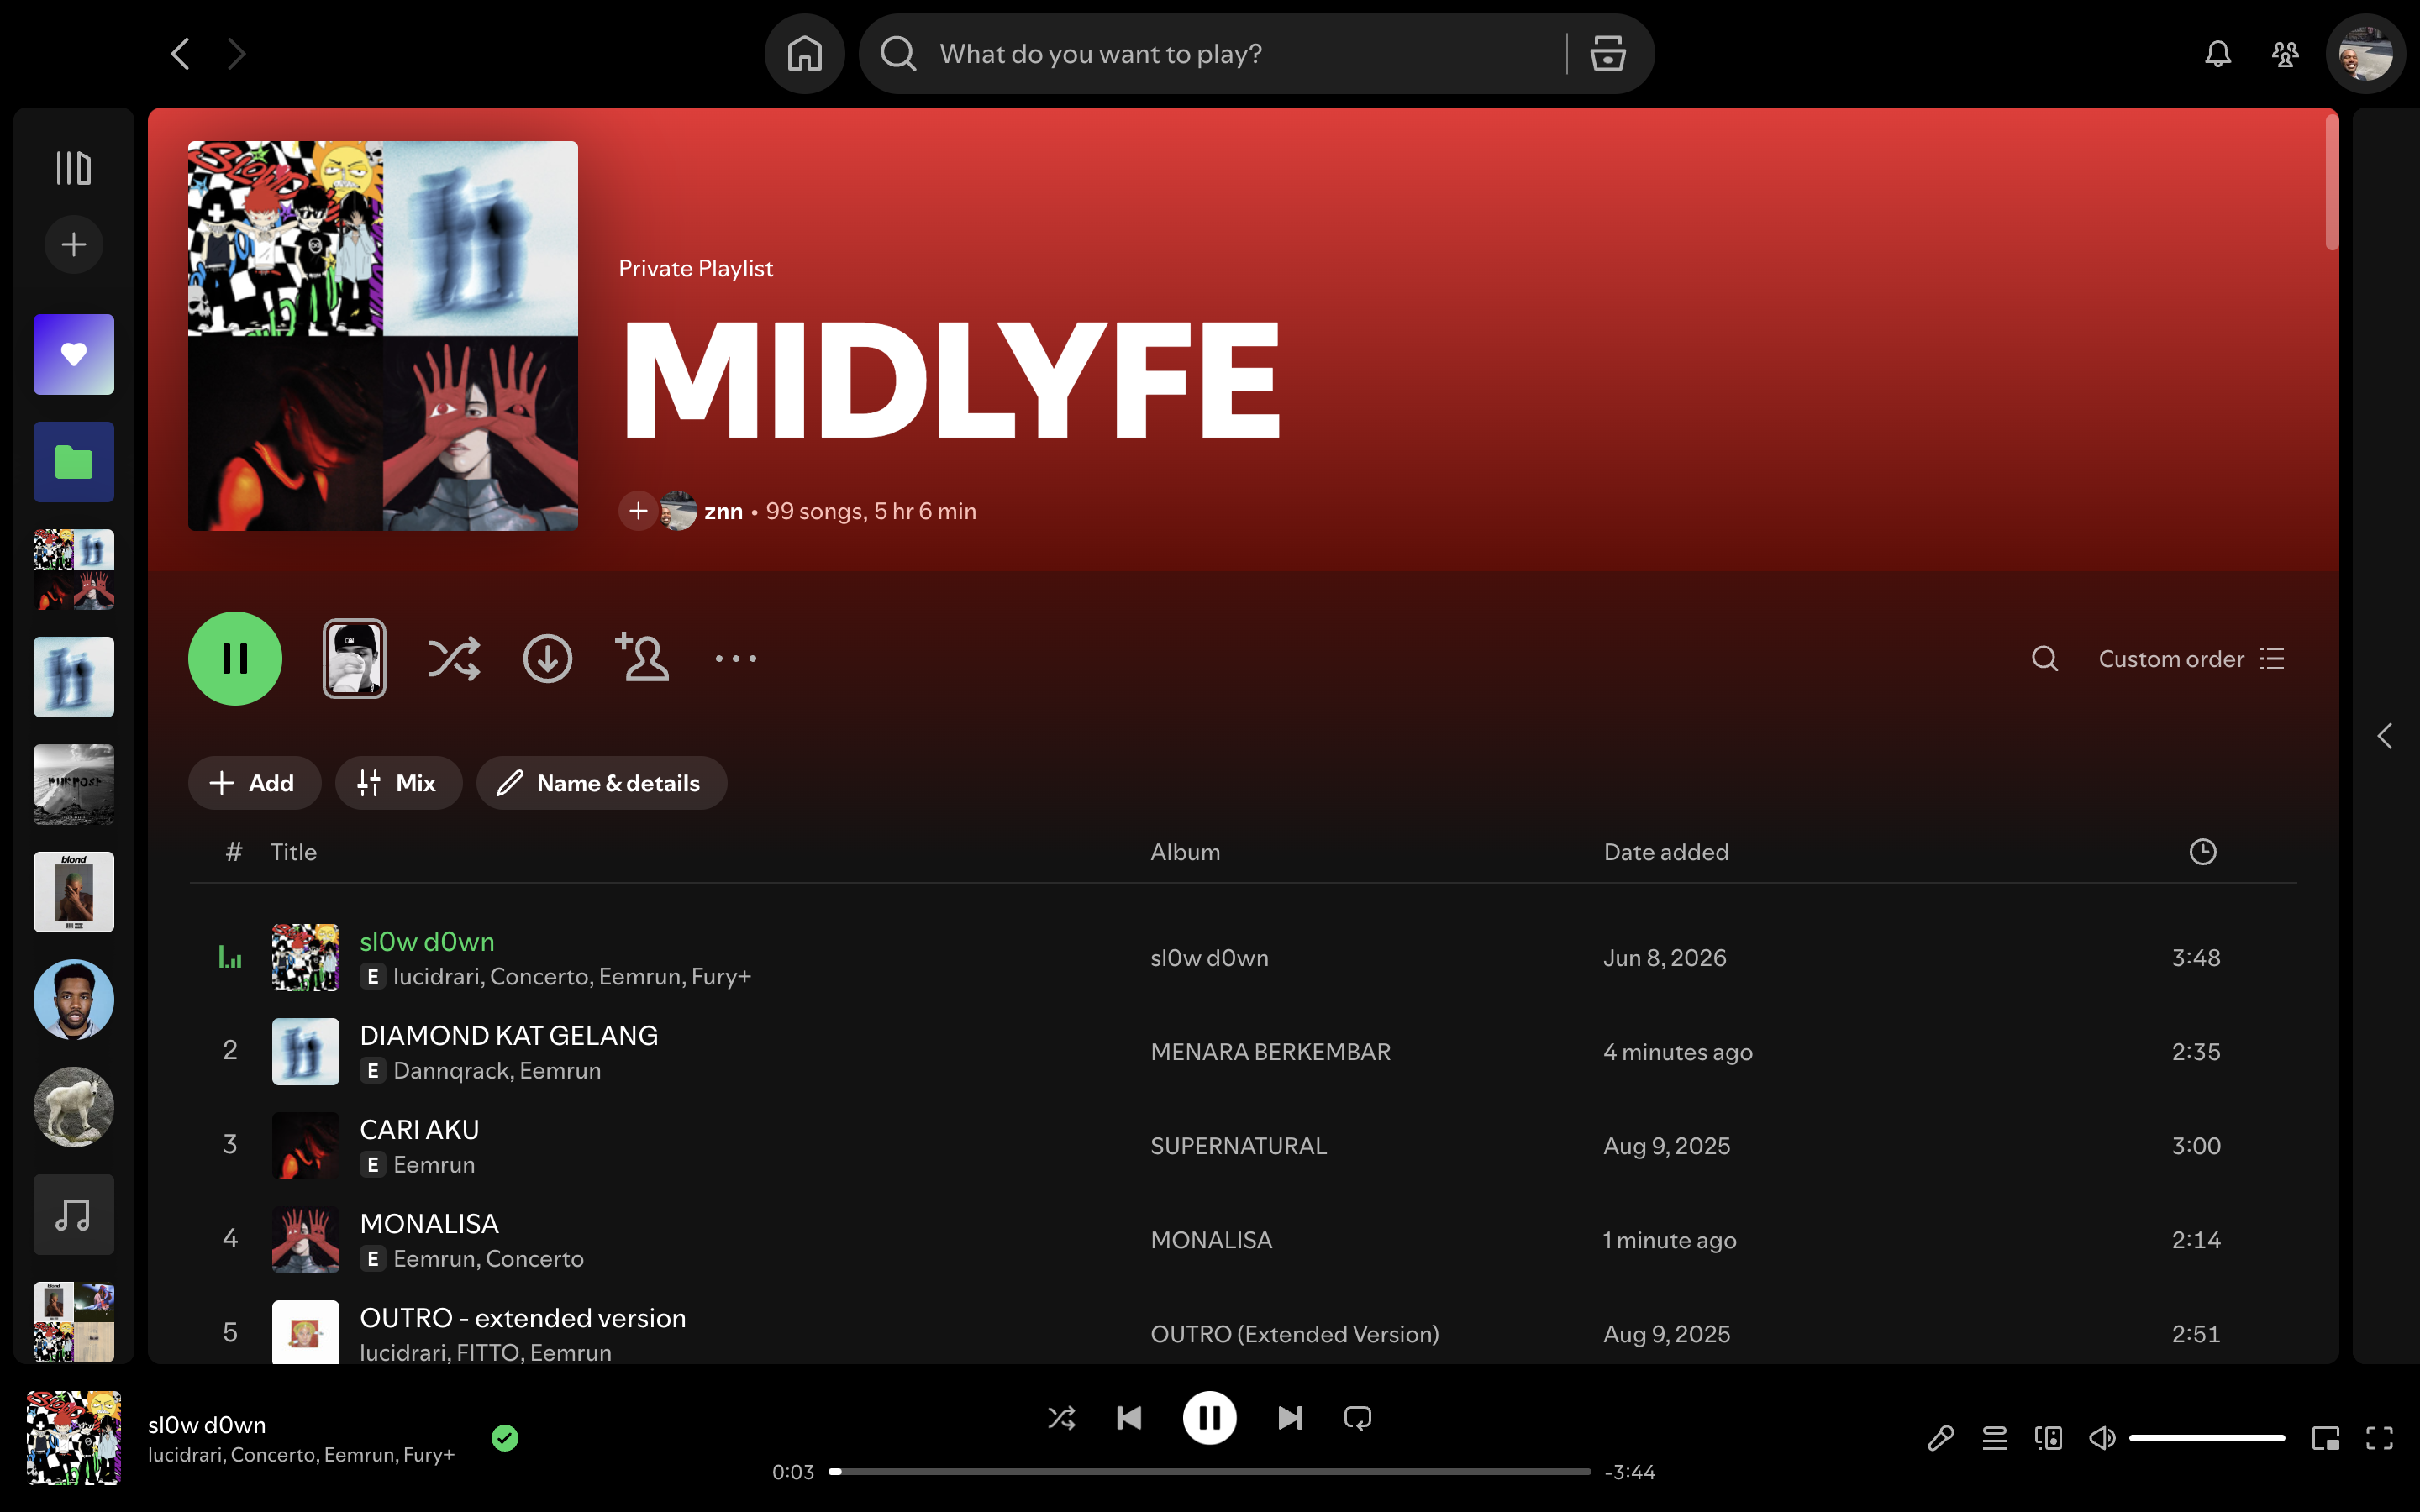 What do you want to play?
Private Playlist
MIDLYFE
znn • 99 songs, 5 hr 6 min
Custom order
Add
Mix
Name & details
# Title Album Date added
sl0w d0wn
E lucidrari, Concerto, Eemrun, Fury+
sl0w d0wn
Jun 8, 2026
3:48
2
DIAMOND KAT GELANG
E Dannqrack, Eemrun
MENARA BERKEMBAR
4 minutes ago
2:35
3
CARI AKU
E Eemrun
SUPERNATURAL
Aug 9, 2025
3:00
4
MONALISA
E Eemrun, Concerto
MONALISA
1 minute ago
2:14
5
OUTRO - extended version
lucidrari, FITTO, Eemrun
OUTRO (Extended Version)
Aug 9, 2025
2:51
PURPOSE
blond
sl0w d0wn
lucidrari, Concerto, Eemrun, Fury+
0:03
-3:44